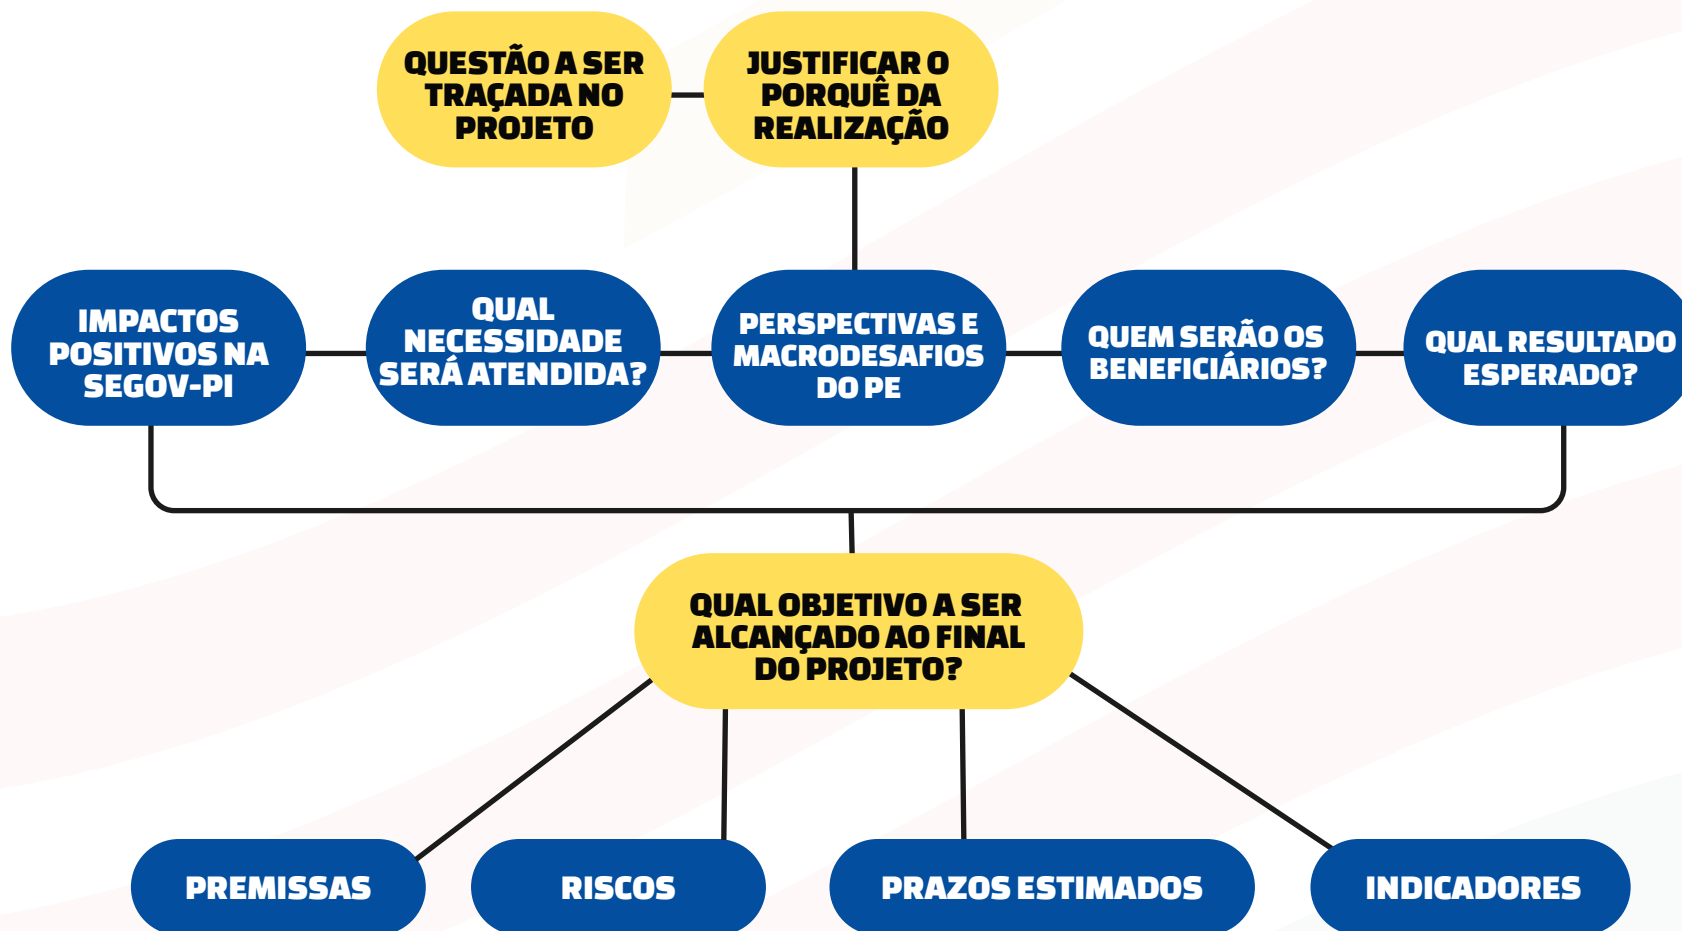 QUESTÃO A SER
TRAÇADA NO
PROJETO
JUSTIFICAR O
PORQUÊ DA
REALIZAÇÃO
IMPACTOS
POSITIVOS NA
SEGOV-PI
QUAL
NECESSIDADE
SERÁ ATENDIDA?
PERSPECTIVAS E
MACRODESAFIOS
DO PE
QUEM SERÃO OS
BENEFICIÁRIOS?
QUAL RESULTADO
ESPERADO?
QUAL OBJETIVO A SER
ALCANÇADO AO FINAL
DO PROJETO?
PREMISSAS
RISCOS
PRAZOS ESTIMADOS
INDICADORES